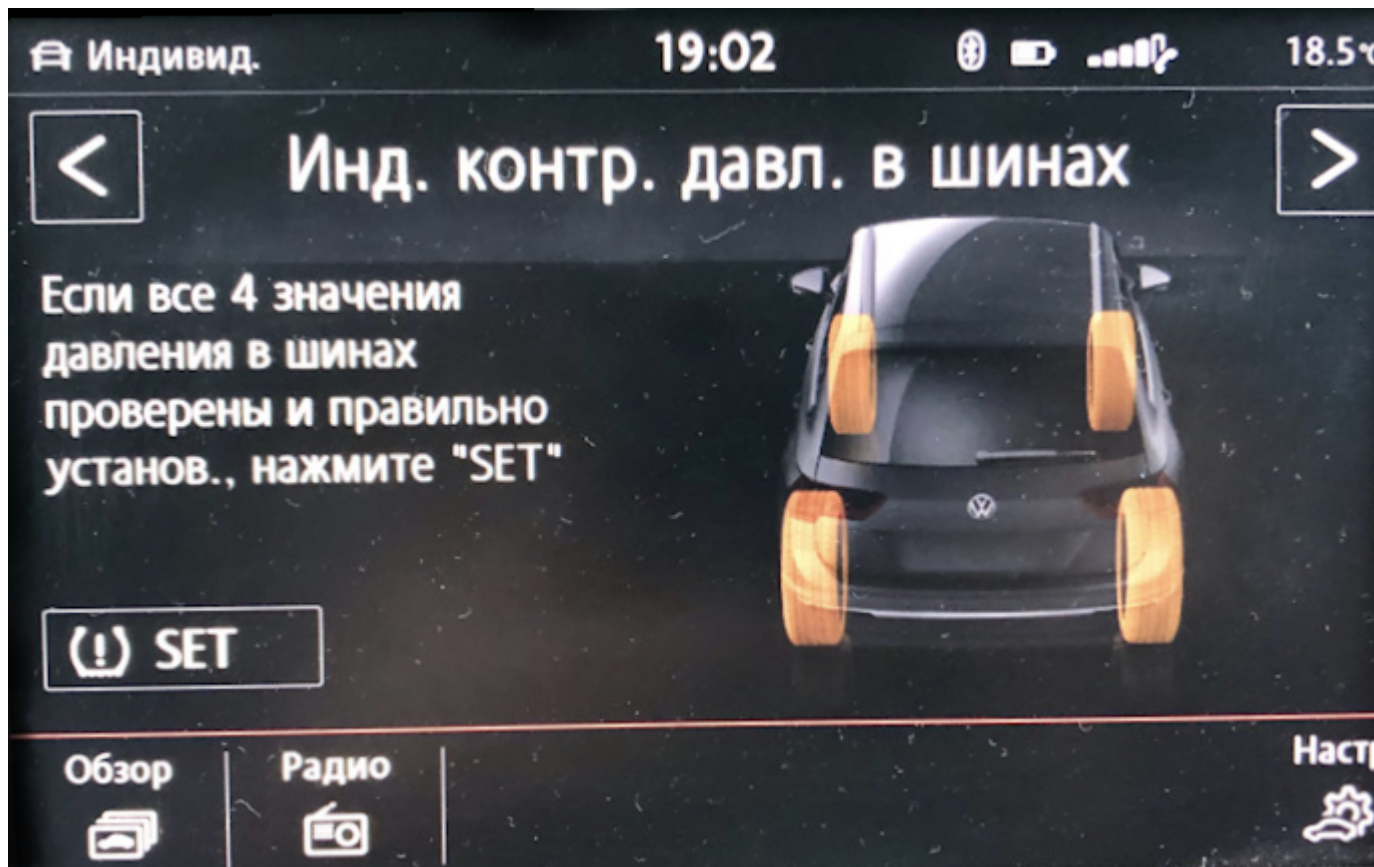 Индивид. 19:02 18.5
Инд. контр. давл. в шинах
Если все 4 значения
давления в шинах
проверены и правильно
установ., нажмите "SET"
SET
Обзор Радио Настр